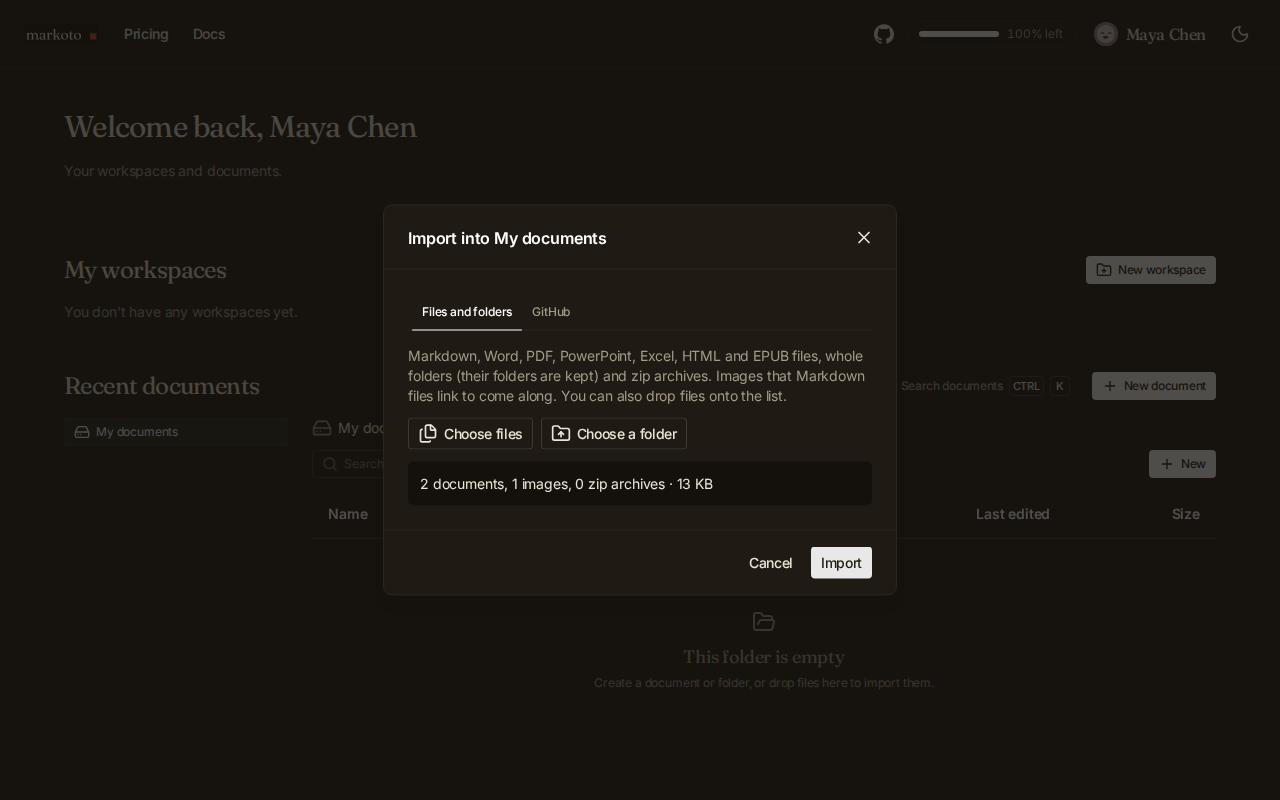 markoto
Pricing
Docs
100% left
Maya Chen
Welcome back, Maya Chen
Your workspaces and documents.
My workspaces
New workspace
You don't have any workspaces yet.
Recent documents
Search documents CTRL K
New document
My documents
My doc
Search
New
Name
Last edited
Size
Import into My documents
Files and folders
GitHub
Markdown, Word, PDF, PowerPoint, Excel, HTML and EPUB files, whole
folders (their folders are kept) and zip archives. Images that Markdown
files link to come along. You can also drop files onto the list.
Choose files
Choose a folder
2 documents, 1 images, 0 zip archives · 13 KB
Cancel
Import
This folder is empty
Create a document or folder, or drop files here to import them.